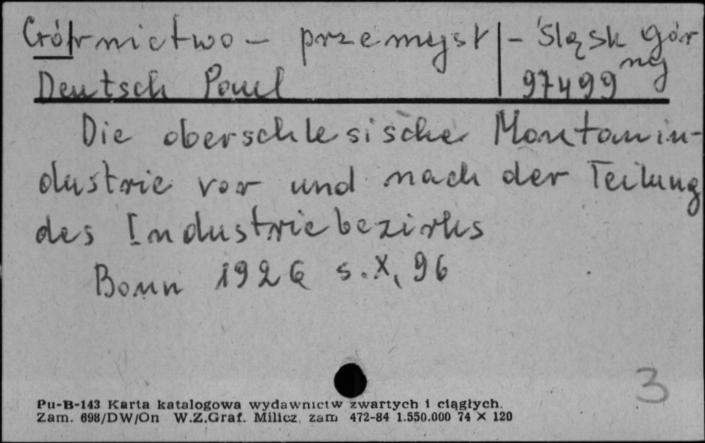 Górnictwo - przemysł - Śląsk Górny
Deutsch Paul 97499
Die oberschlesische Montanin-
dustrie vor und nach der Teilung
des Industriebezirks
Bonn 1926 s. X, 96
3
Pu-B-143 Karta katalogowa wydawnictw zwartych i ciągłych.
Zam. 698/DW/On W.Z.Graf. Milicz, zam 472-84 1.550.000 74 X 120